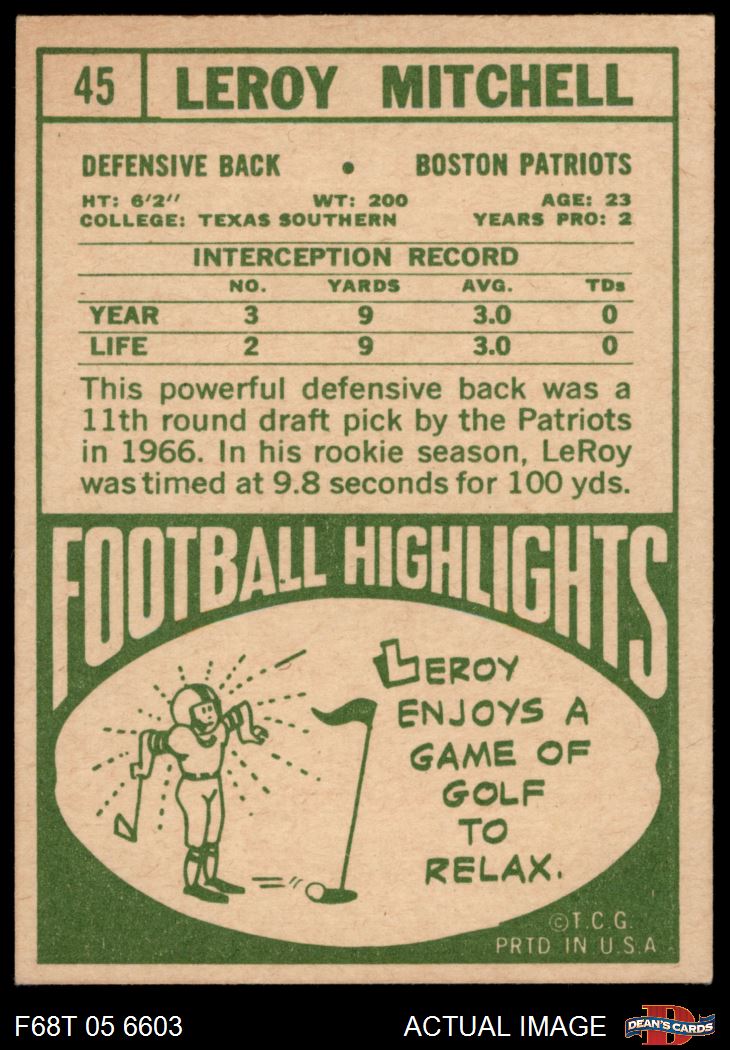 45 LEROY MITCHELL
DEFENSIVE BACK • BOSTON PATRIOTS
HT: 6'2" WT: 200 AGE: 23
COLLEGE: TEXAS SOUTHERN YEARS PRO: 2
INTERCEPTION RECORD
NO. YARDS AVG. TDs
YEAR 3 9 3.0 0
LIFE 2 9 3.0 0
This powerful defensive back was a
11th round draft pick by the Patriots
in 1966. In his rookie season, LeRoy
was timed at 9.8 seconds for 100 yds.
FOOTBALL HIGHLIGHTS
LEROY
ENJOYS A
GAME OF
GOLF
TO
RELAX.
©T.C.G.
PRTD IN U.S.A
F68T 05 6603 ACTUAL IMAGE D DEAN'S CARDS